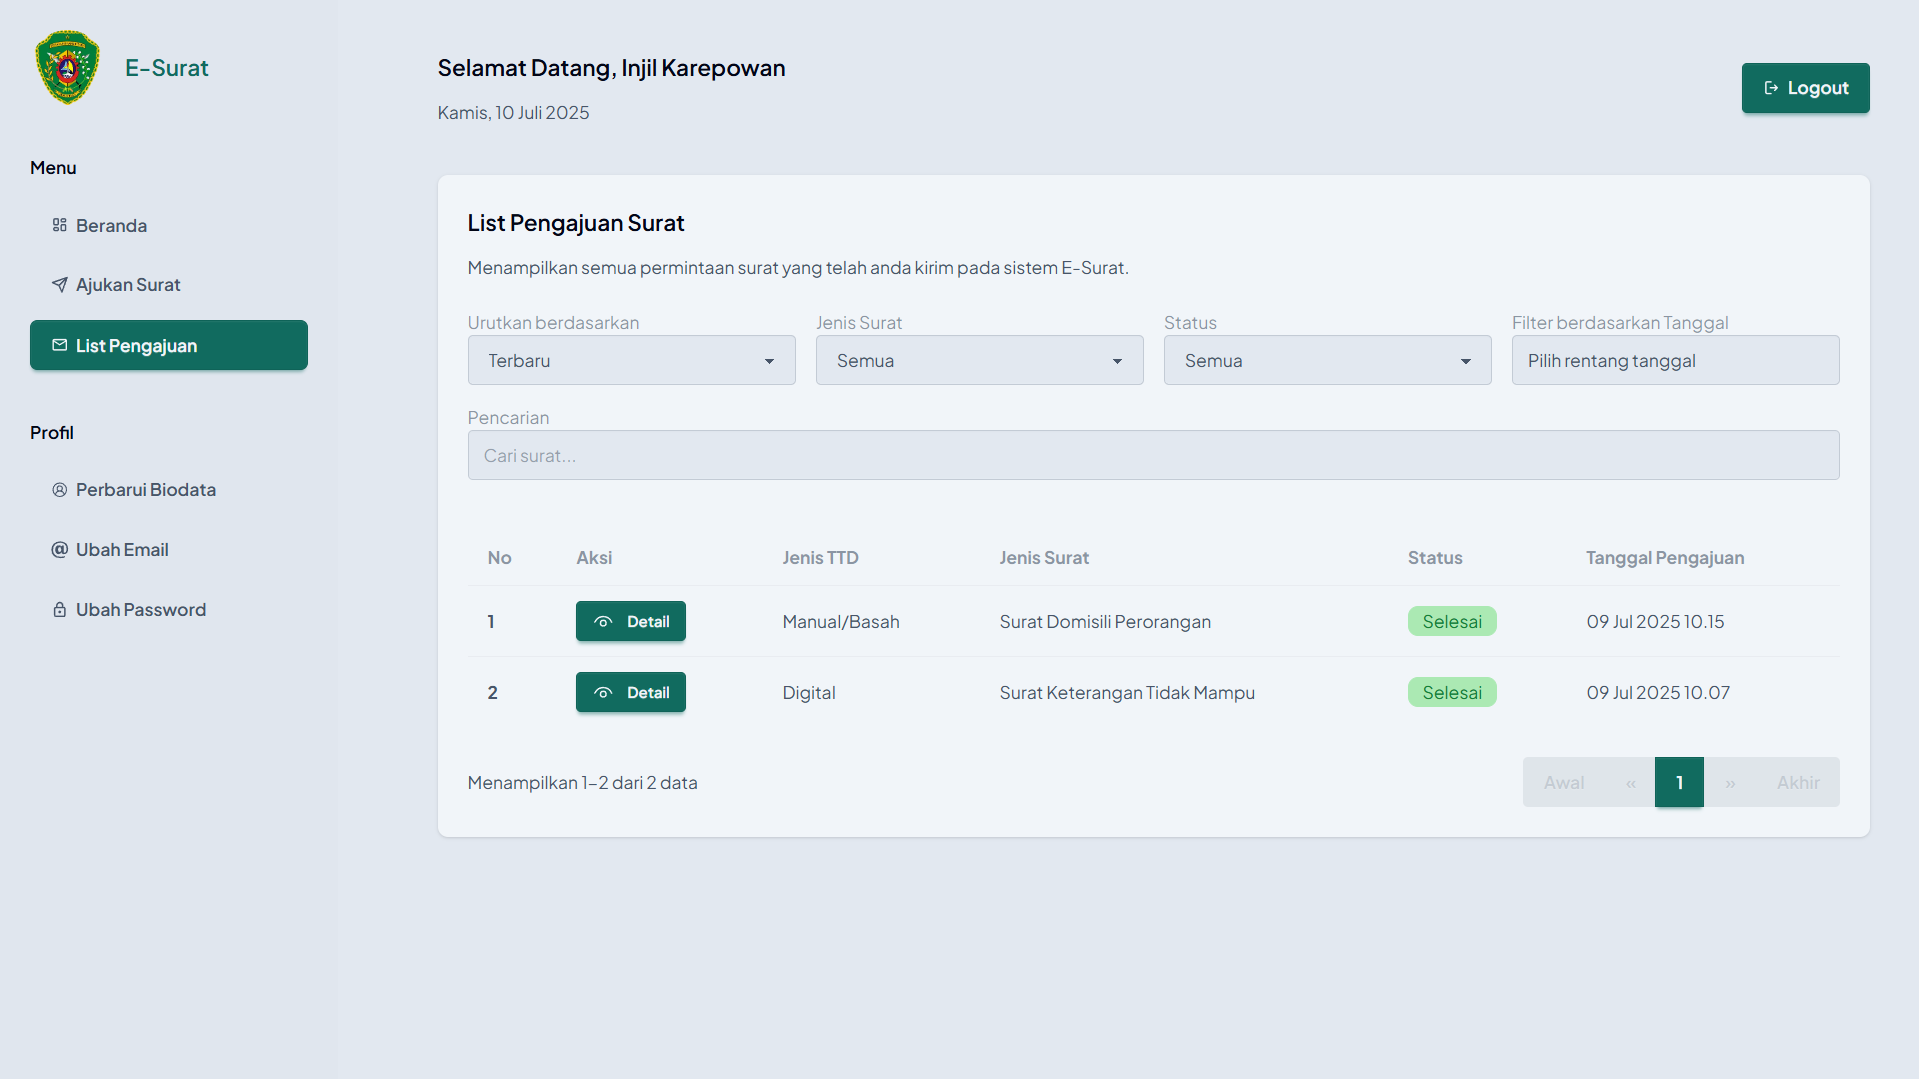 E-Surat
Menu
Beranda
Ajukan Surat
List Pengajuan
Profil
Perbarui Biodata
Ubah Email
Ubah Password
Selamat Datang, Injil Karepowan
Kamis, 10 Juli 2025
Logout
List Pengajuan Surat
Menampilkan semua permintaan surat yang telah anda kirim pada sistem E-Surat.
Urutkan berdasarkan Jenis Surat Status Filter berdasarkan Tanggal
Terbaru Semua Semua Pilih rentang tanggal
Pencarian
Cari surat...
No Aksi Jenis TTD Jenis Surat Status Tanggal Pengajuan
1 Detail Manual/Basah Surat Domisili Perorangan Selesai 09 Jul 2025 10.15
2 Detail Digital Surat Keterangan Tidak Mampu Selesai 09 Jul 2025 10.07
Menampilkan 1–2 dari 2 data
Awal « 1 » Akhir